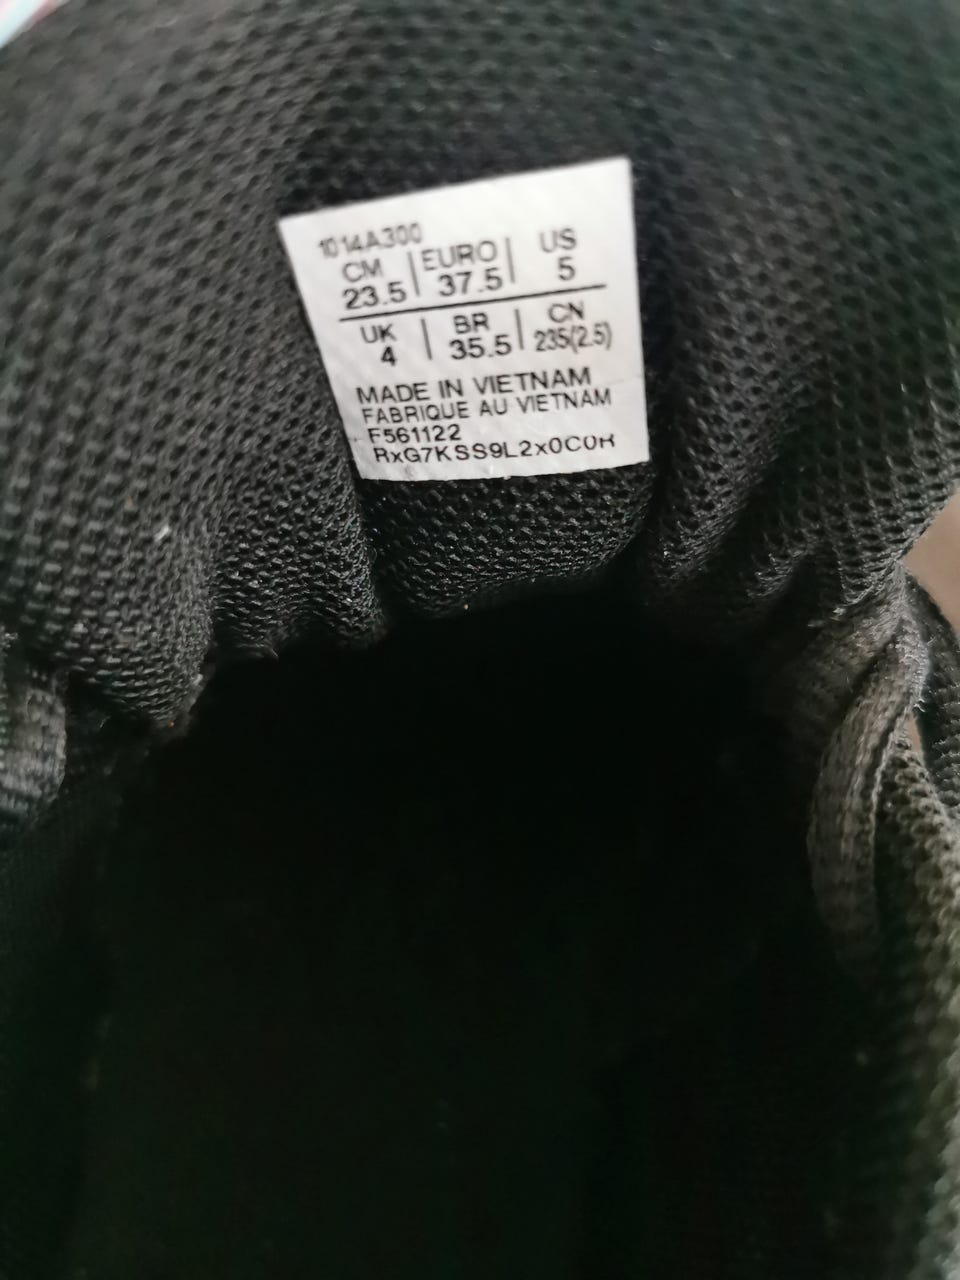 1014A300
CM | EURO | US
23.5 | 37.5 | 5
UK | BR | CN
4 | 35.5 | 235(2.5)
MADE IN VIETNAM
FABRIQUE AU VIETNAM
F561122